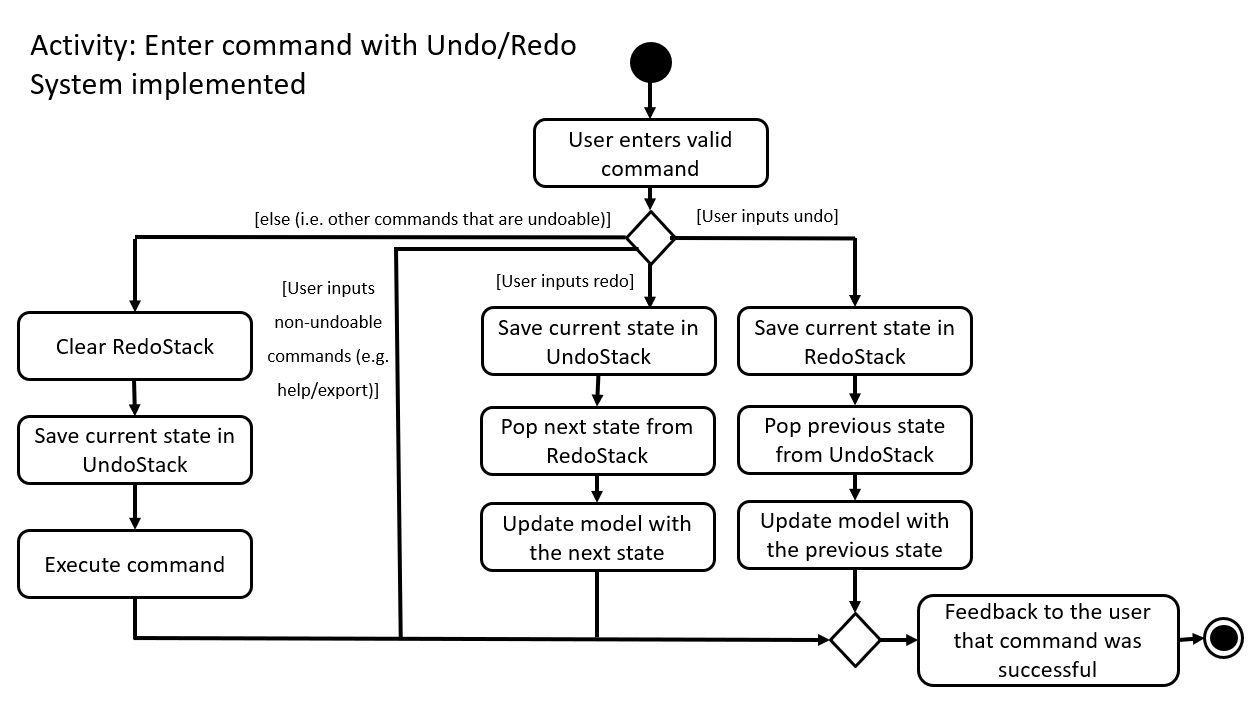 Activity: Enter command with Undo/Redo
System implemented
User enters valid
command
[else (i.e. other commands that are undoable)]
[User inputs undo]
[User inputs
non-undoable
commands (e.g.
help/export)]
[User inputs redo]
Clear RedoStack
Save current state in
UndoStack
Execute command
Save current state in
UndoStack
Pop next state from
RedoStack
Update model with
the next state
Save current state in
RedoStack
Pop previous state
from UndoStack
Update model with
the previous state
Feedback to the user
that command was
successful